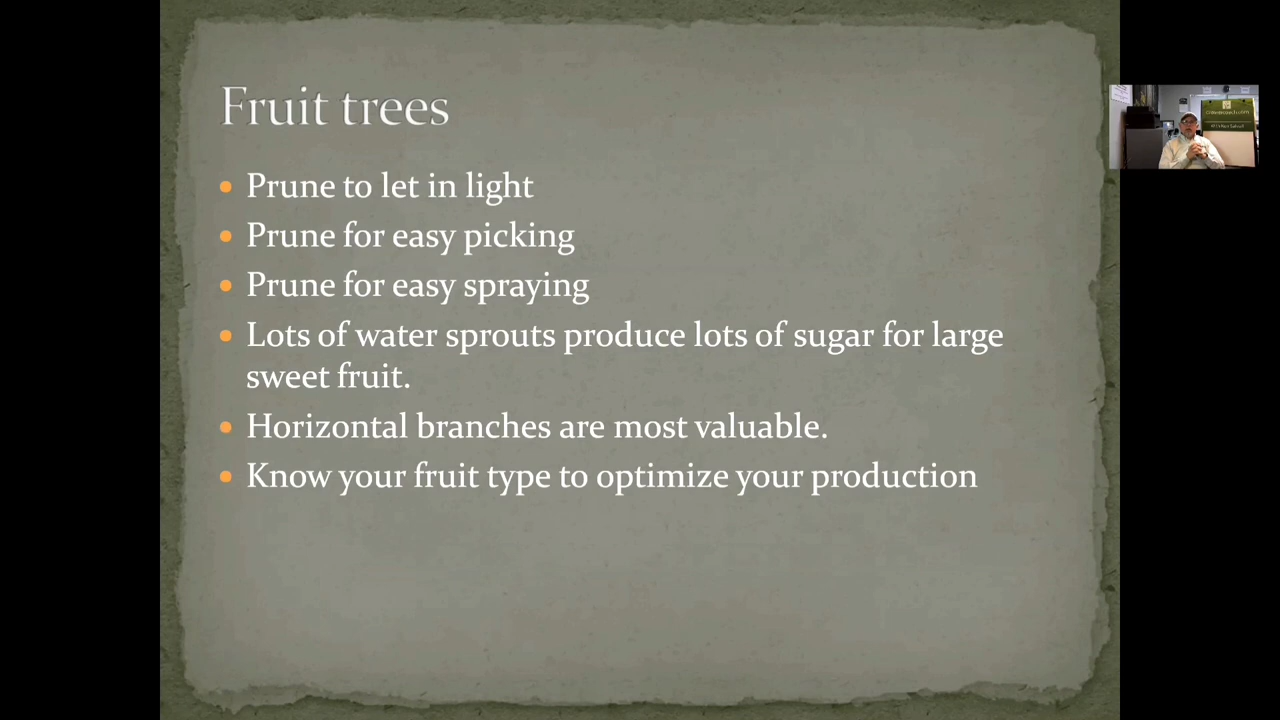 Fruit trees
Prune to let in light
Prune for easy picking
Prune for easy spraying
Lots of water sprouts produce lots of sugar for large
sweet fruit.
Horizontal branches are most valuable.
Know your fruit type to optimize your production